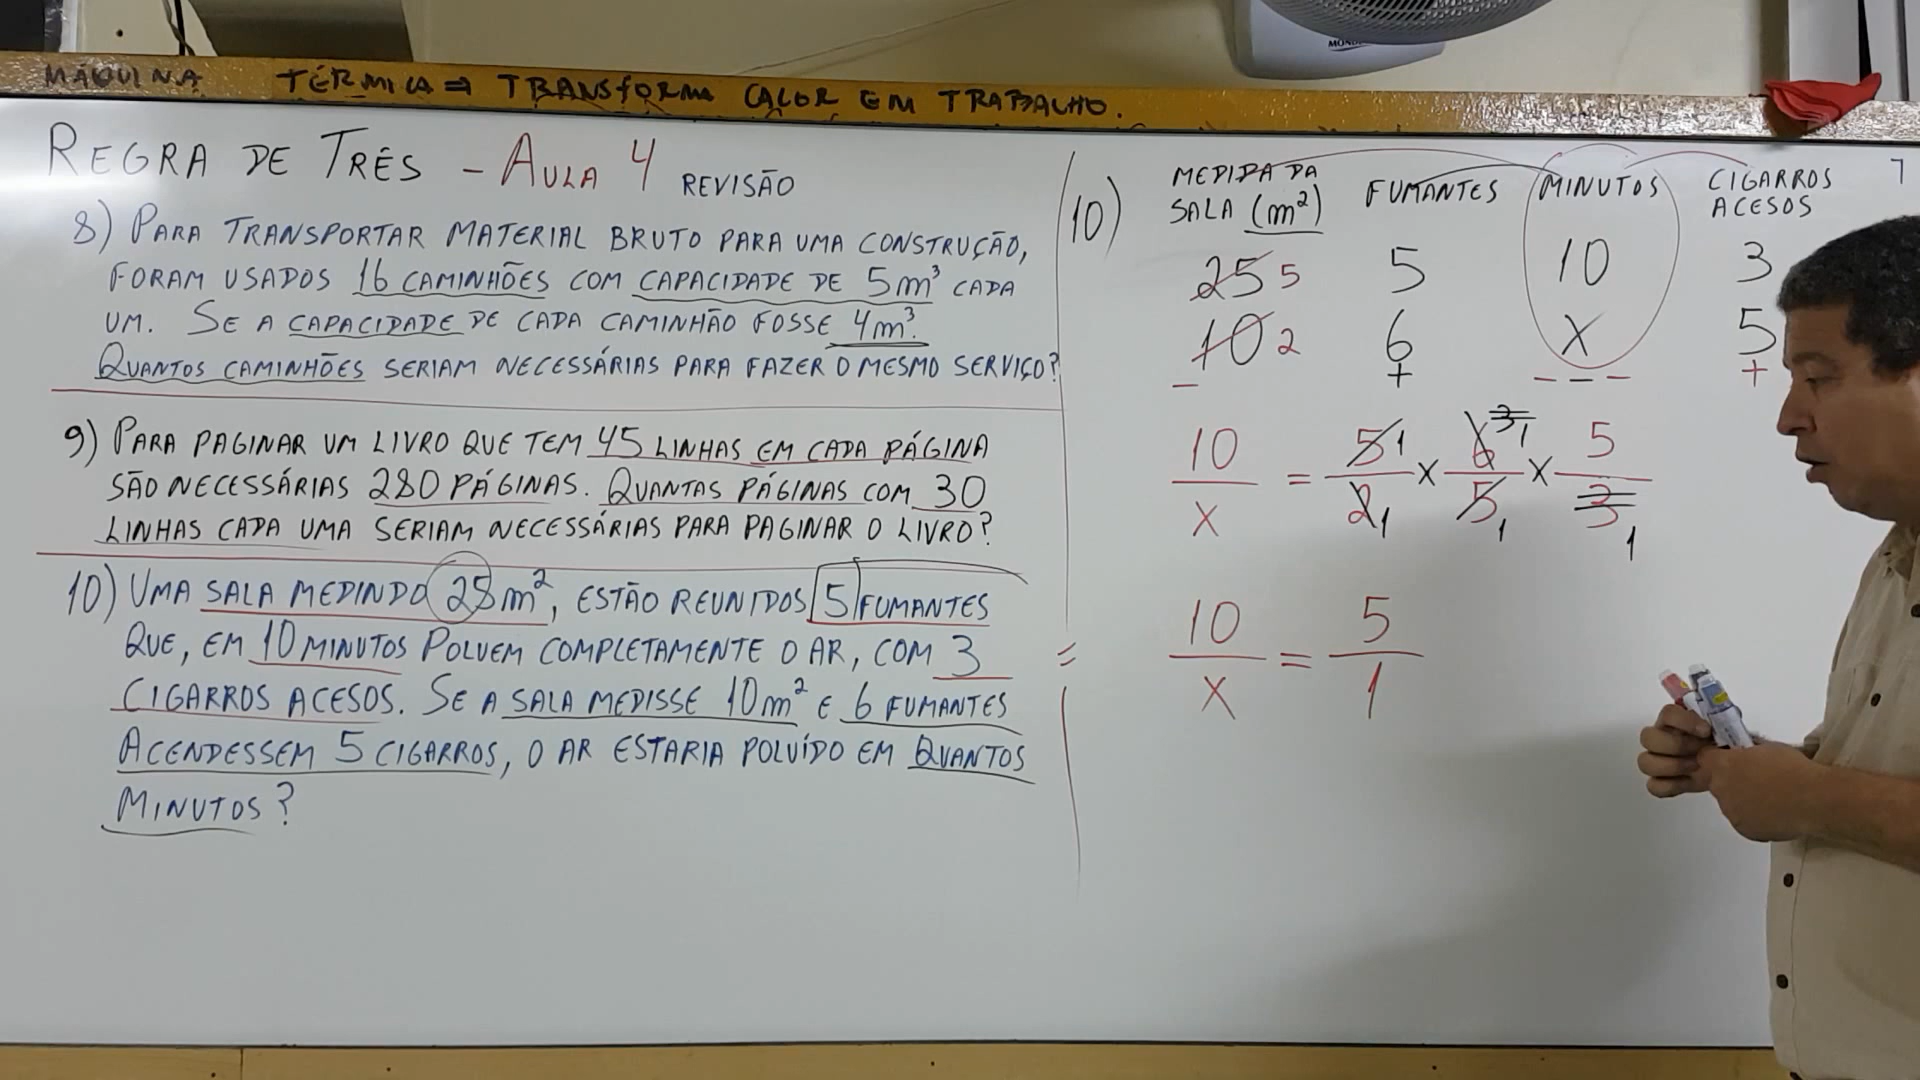 MÁQUINA TÉRMICA ⇒ TRANSFORMA CALOR EM TRABALHO.
REGRA DE TRÊS - AULA 4 REVISÃO
8) PARA TRANSPORTAR MATERIAL BRUTO PARA UMA CONSTRUÇÃO,
FORAM USADOS 16 CAMINHÕES COM CAPACIDADE DE 5m³ CADA
UM. SE A CAPACIDADE DE CADA CAMINHÃO FOSSE 4m³.
QUANTOS CAMINHÕES SERIAM NECESSÁRIAS PARA FAZER O MESMO SERVIÇO?
9) PARA PAGINAR UM LIVRO QUE TEM 45 LINHAS EM CADA PÁGINA
SÃO NECESSÁRIAS 280 PÁGINAS. QUANTAS PÁGINAS COM 30
LINHAS CADA UMA SERIAM NECESSÁRIAS PARA PAGINAR O LIVRO?
10) UMA SALA MEDINDO 25m², ESTÃO REUNIDOS 5 FUMANTES
QUE, EM 10 MINUTOS POLUEM COMPLETAMENTE O AR, COM 3
CIGARROS ACESOS. SE A SALA MEDISSE 10m² E 6 FUMANTES
ACENDESSEM 5 CIGARROS, O AR ESTARIA POLUÍDO EM QUANTOS
MINUTOS?
10) MEDIDA DA SALA (m²) FUMANTES MINUTOS CIGARROS ACESOS
25 5 5 10 3
10 2 6 X 5
- + - - - +
10/X = 5 1/2 1 × 6 3 1/5 1 × 5/3 1
10/X = 5/1